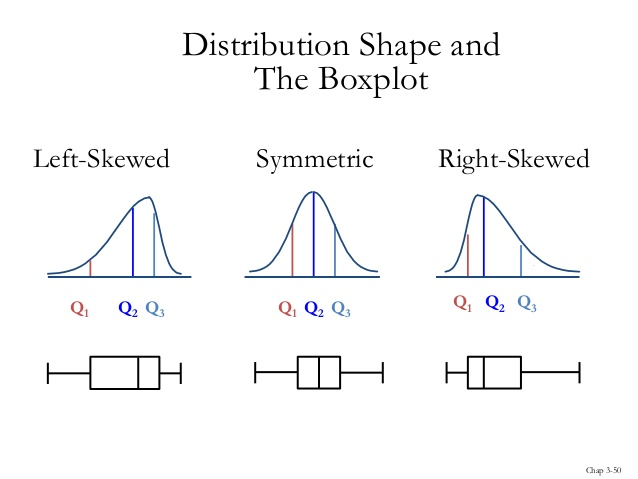 Distribution Shape and
The Boxplot
Left-Skewed Symmetric Right-Skewed
Q₁ Q₂ Q₃ Q₁ Q₂ Q₃ Q₁ Q₂ Q₃
Chap 3-50